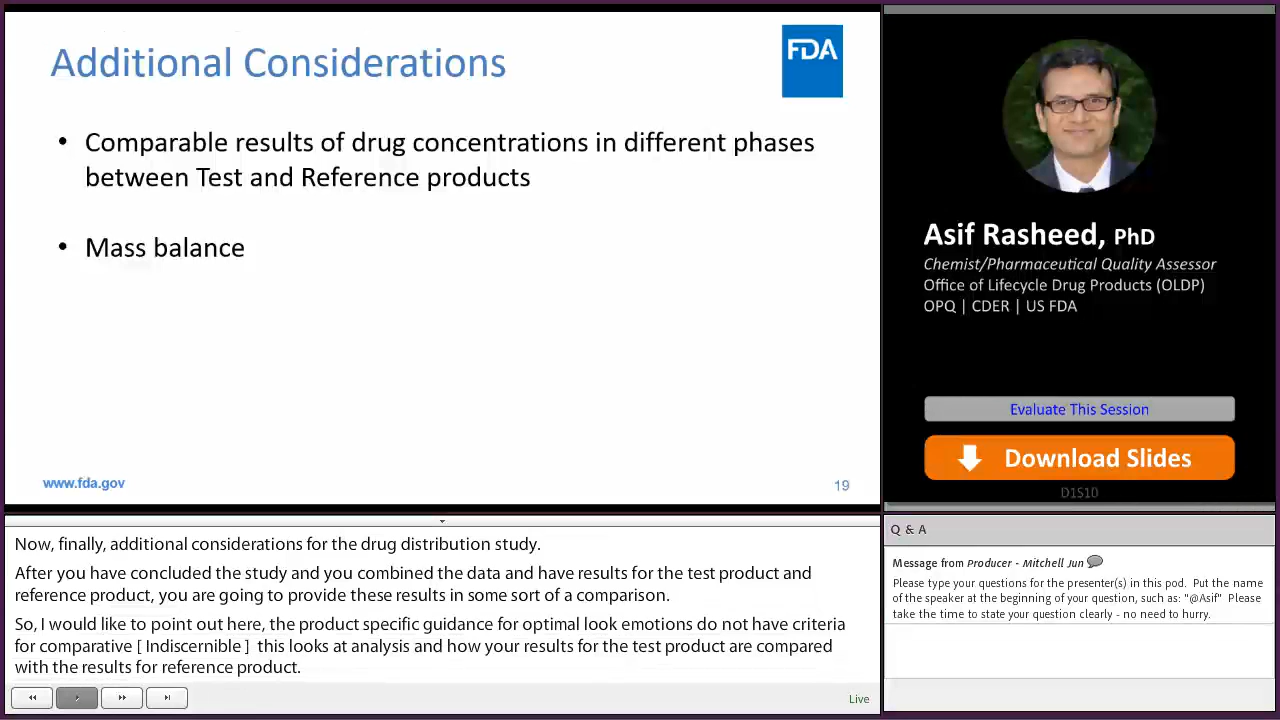 Additional Considerations
FDA
• Comparable results of drug concentrations in different phases
between Test and Reference products
• Mass balance
www.fda.gov
19
Asif Rasheed, PhD
Chemist/Pharmaceutical Quality Assessor
Office of Lifecycle Drug Products (OLDP)
OPQ | CDER | US FDA
Evaluate This Session
Download Slides
D1S10
Now, finally, additional considerations for the drug distribution study.
After you have concluded the study and you combined the data and have results for the test product and
reference product, you are going to provide these results in some sort of a comparison.
So, I would like to point out here, the product specific guidance for optimal look emotions do not have criteria
for comparative [ Indiscernible ]  this looks at analysis and how your results for the test product are compared
with the results for reference product.
Live
Q & A
Message from Producer - Mitchell Jun
Please type your questions for the presenter(s) in this pod.  Put the name
of the speaker at the beginning of your question, such as: "@Asif"  Please
take the time to state your question clearly - no need to hurry.